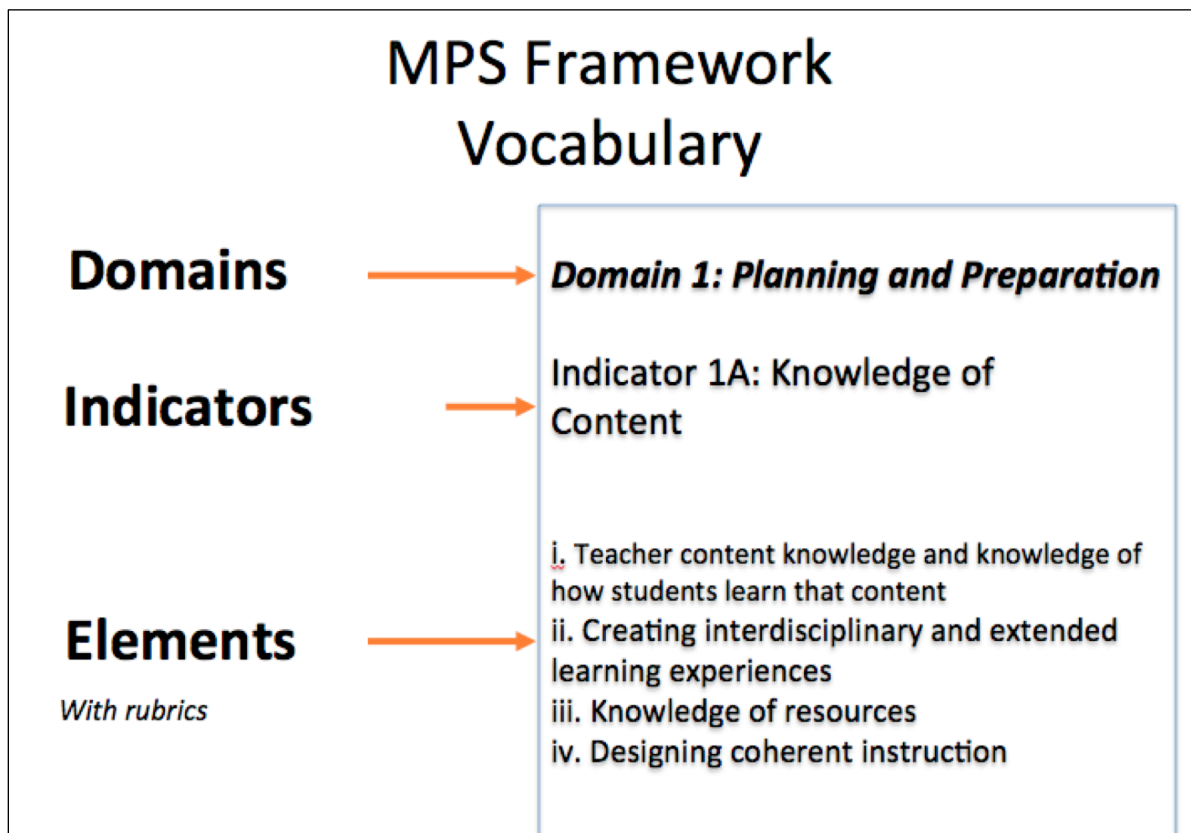 MPS Framework
Vocabulary
Domains
Domain 1: Planning and Preparation
Indicators
Indicator 1A: Knowledge of
Content
Elements
With rubrics
i. Teacher content knowledge and knowledge of
how students learn that content
ii. Creating interdisciplinary and extended
learning experiences
iii. Knowledge of resources
iv. Designing coherent instruction